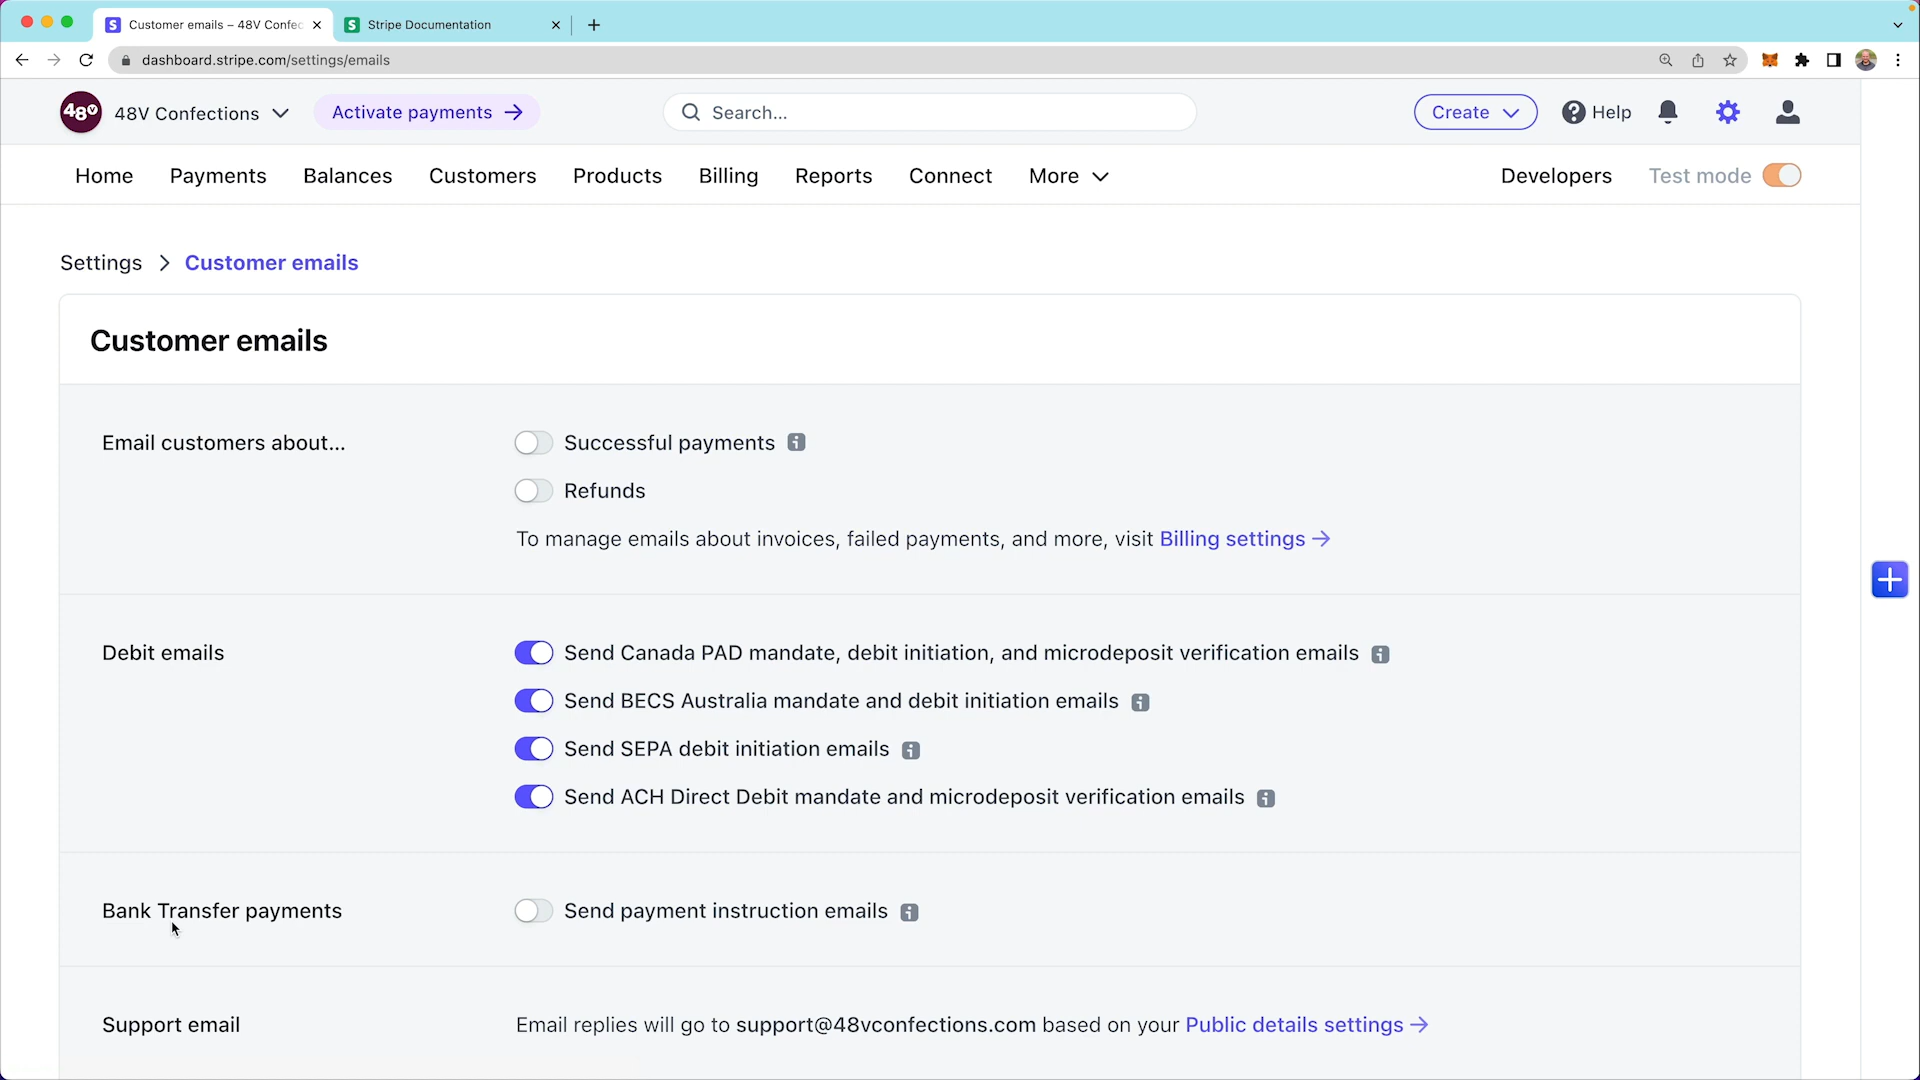 Customer emails – 48V Confec
Stripe Documentation
dashboard.stripe.com/settings/emails
48V
48V Confections
Activate payments →
Search...
Create
Help
Home
Payments
Balances
Customers
Products
Billing
Reports
Connect
More
Developers
Test mode
Settings > Customer emails
Customer emails
Email customers about...
Successful payments
Refunds
To manage emails about invoices, failed payments, and more, visit Billing settings →
Debit emails
Send Canada PAD mandate, debit initiation, and microdeposit verification emails
Send BECS Australia mandate and debit initiation emails
Send SEPA debit initiation emails
Send ACH Direct Debit mandate and microdeposit verification emails
Bank Transfer payments
Send payment instruction emails
Support email
Email replies will go to support@48vconfections.com based on your Public details settings →